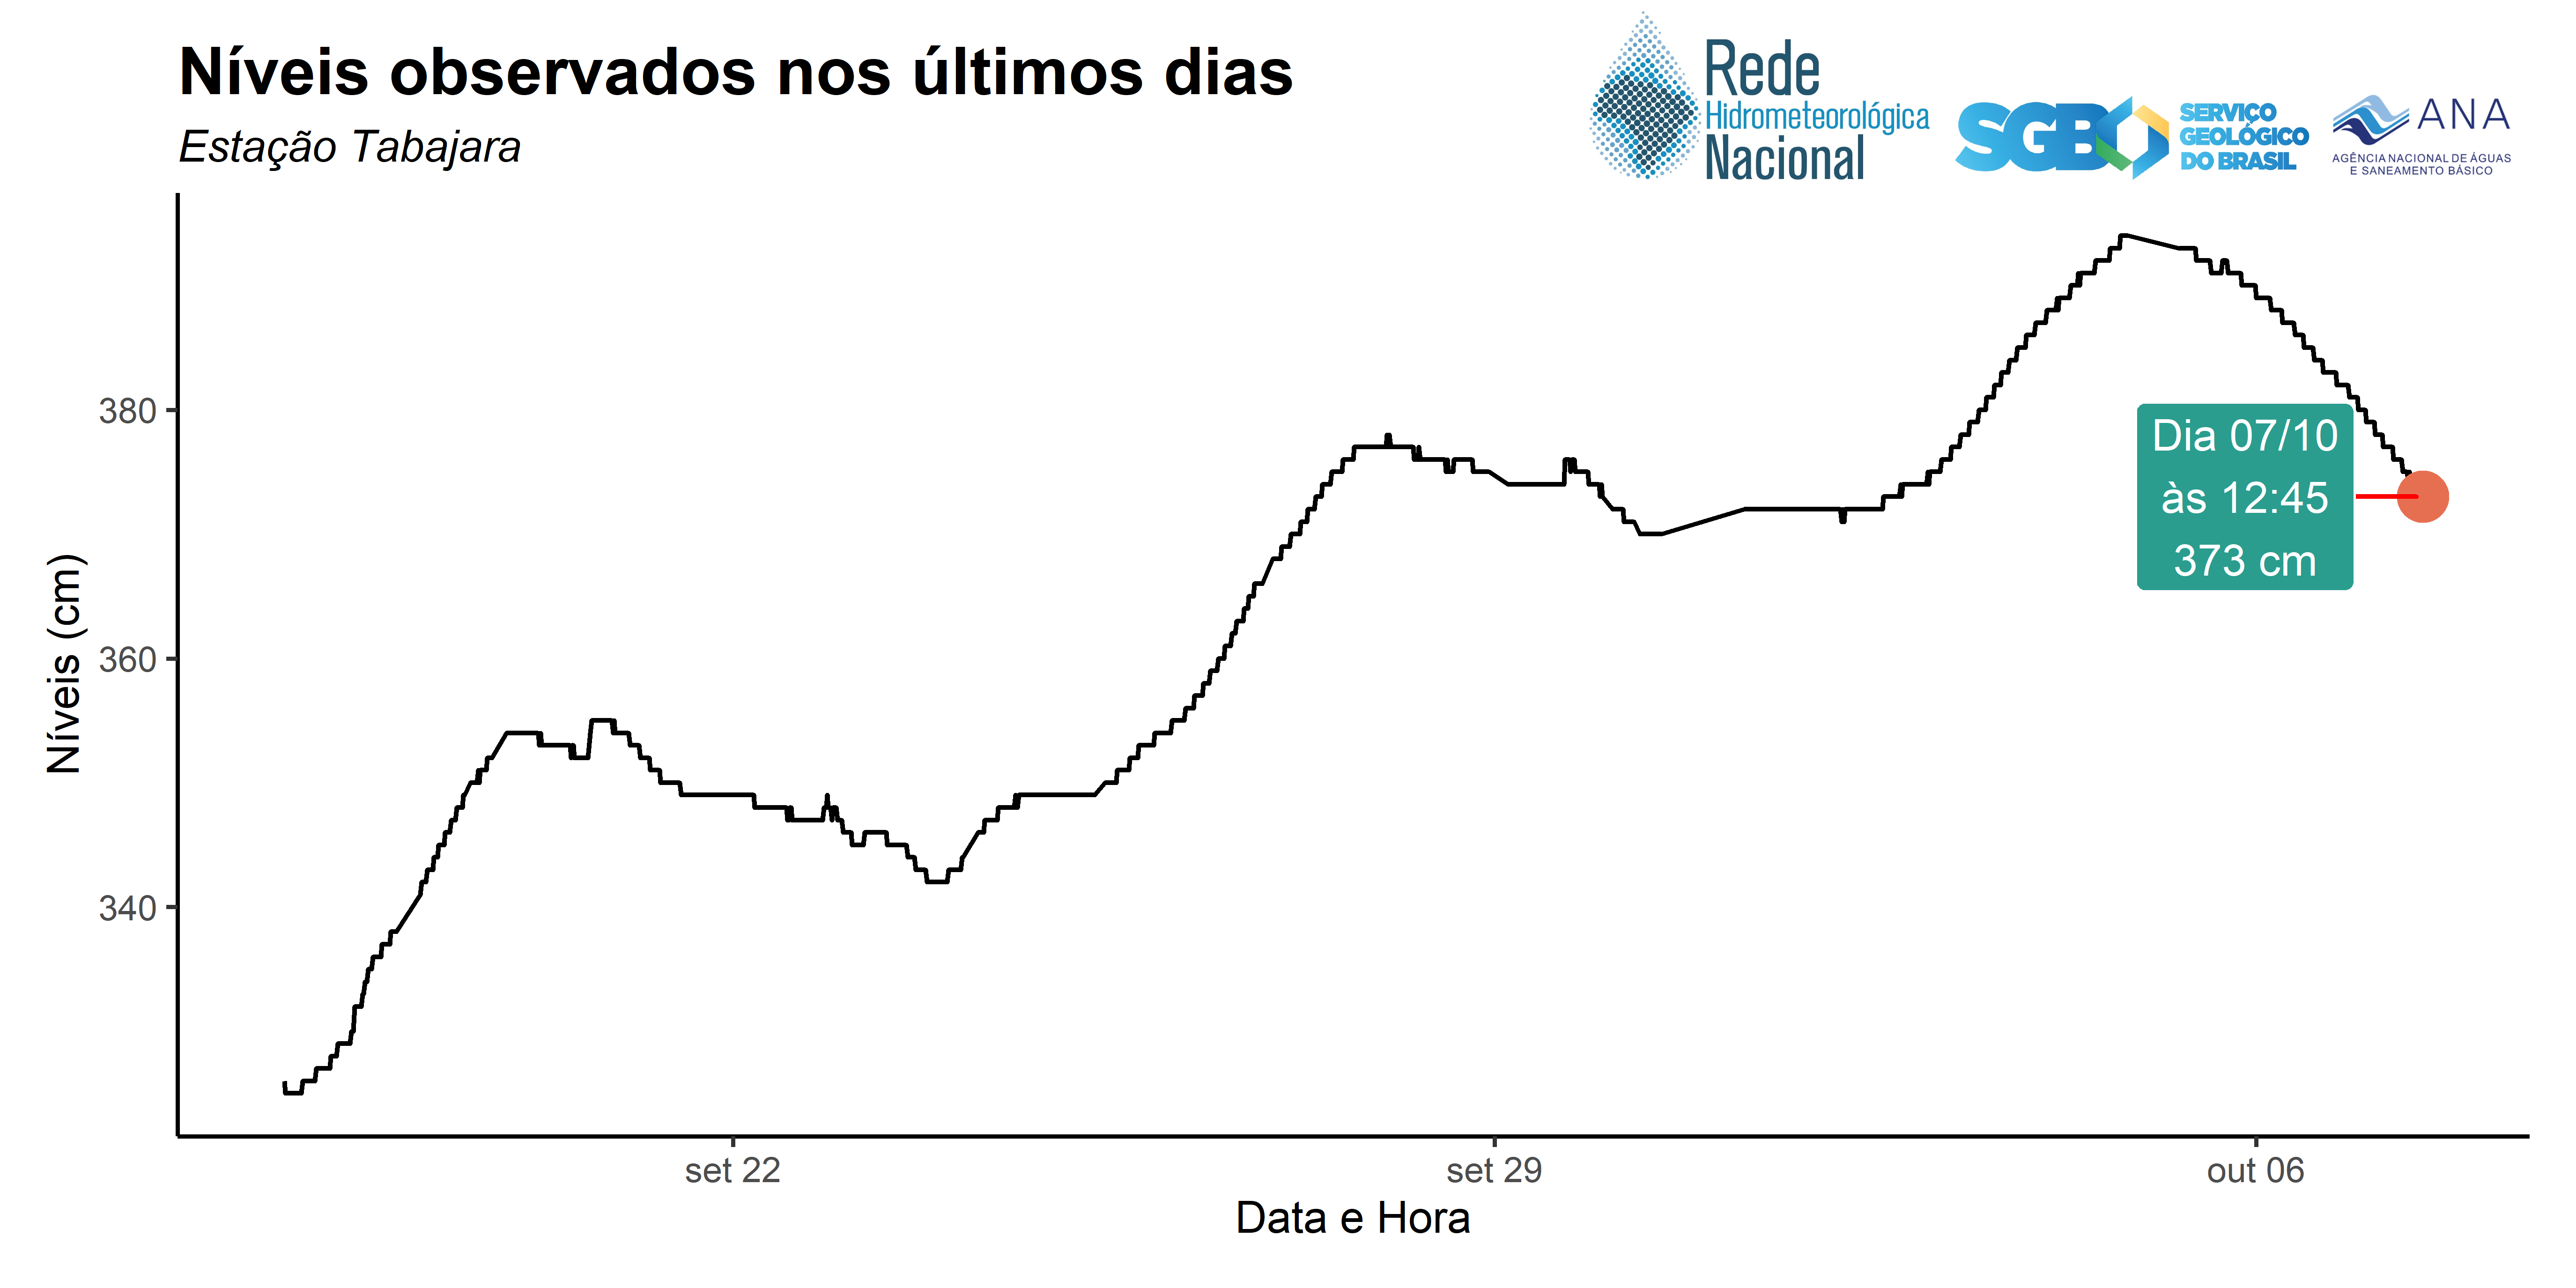 Níveis observados nos últimos dias
Estação Tabajara
Rede
Hidrometeorológica
Nacional
SGB
SERVIÇO
GEOLÓGICO
DO BRASIL
ANA
AGÊNCIA NACIONAL DE ÁGUAS
E SANEAMENTO BÁSICO
Níveis (cm)
380
360
340
Dia 07/10
às 12:45
373 cm
set 22
set 29
out 06
Data e Hora